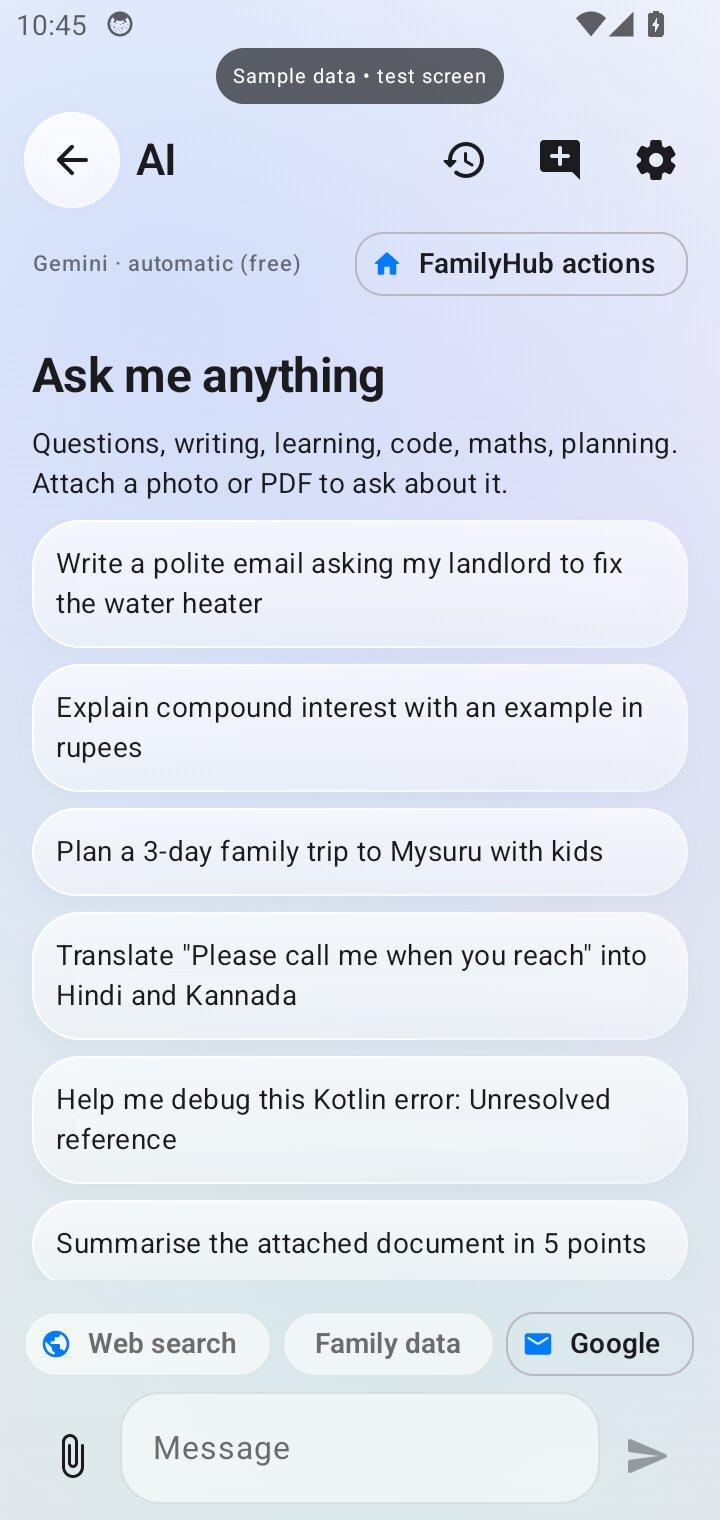 10:45
Sample data • test screen
AI
Gemini · automatic (free)
FamilyHub actions
Ask me anything
Questions, writing, learning, code, maths, planning.
Attach a photo or PDF to ask about it.
Write a polite email asking my landlord to fix
the water heater
Explain compound interest with an example in
rupees
Plan a 3-day family trip to Mysuru with kids
Translate "Please call me when you reach" into
Hindi and Kannada
Help me debug this Kotlin error: Unresolved
reference
Summarise the attached document in 5 points
Web search
Family data
Google
Message